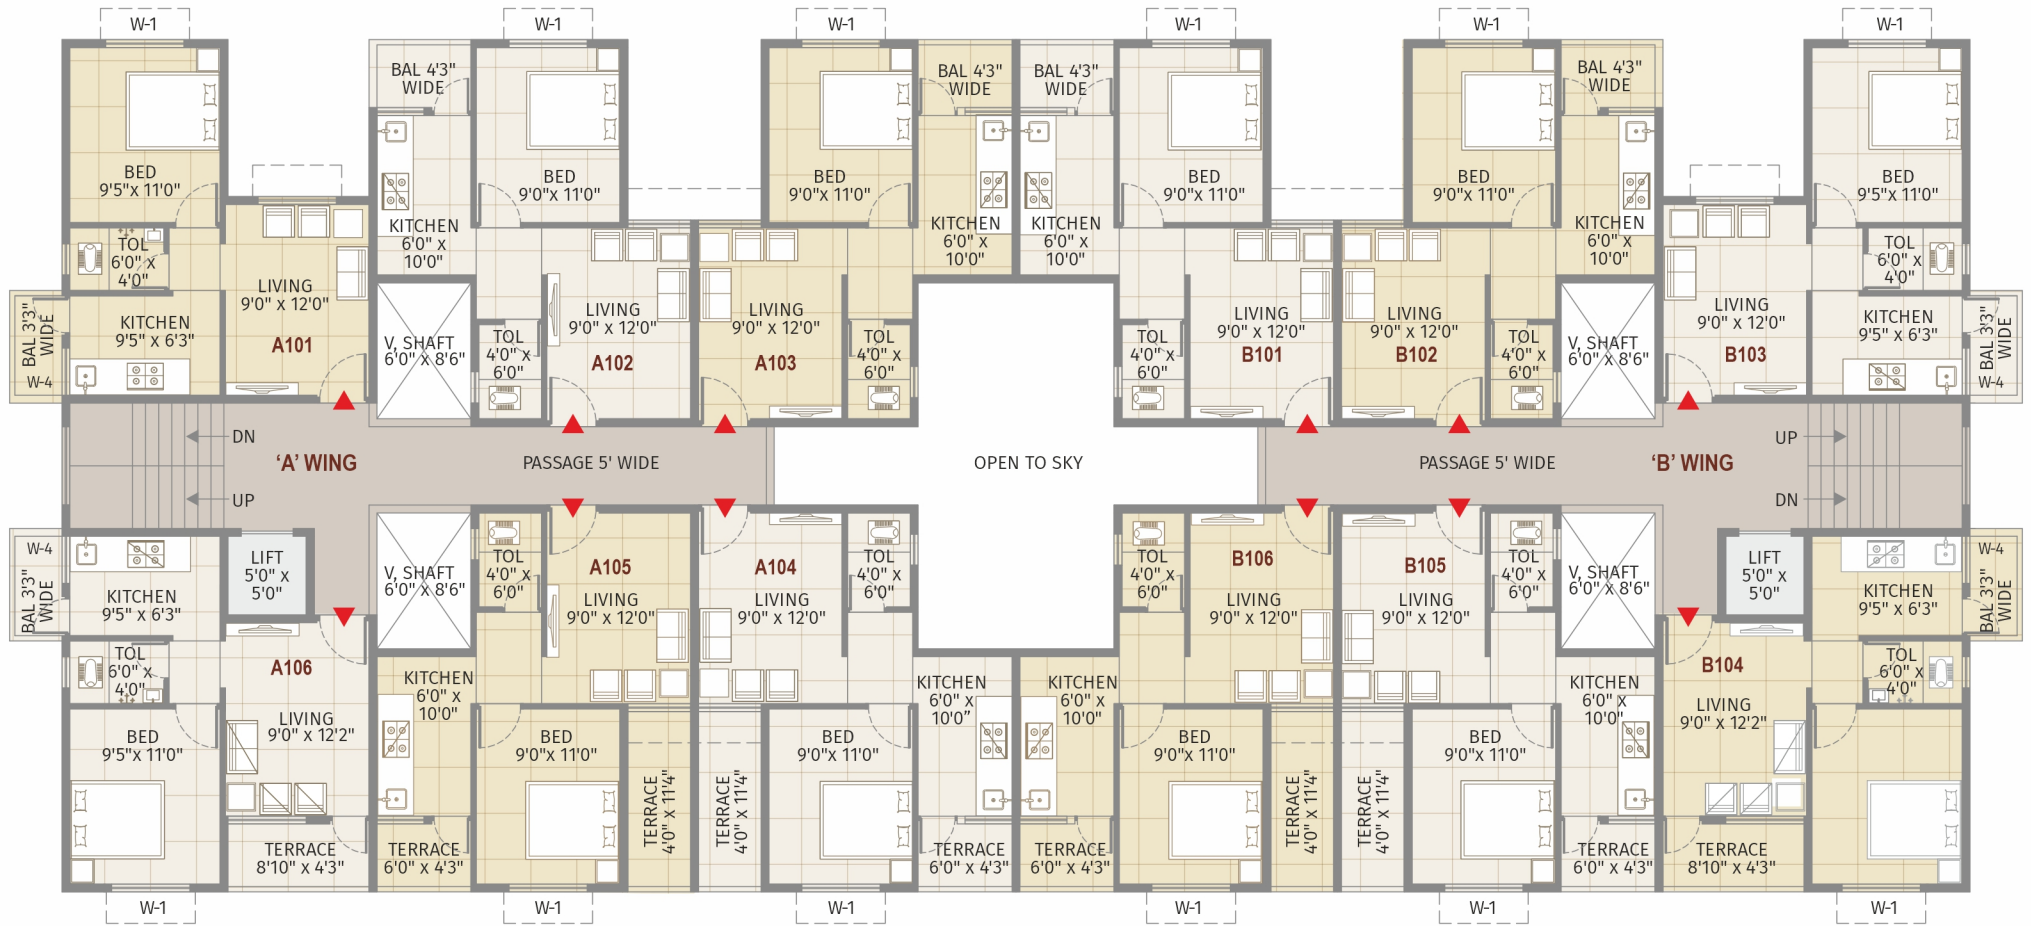 W-1
W-1
W-1
W-1
W-1
W-1
BAL 4'3"
WIDE
BAL 4'3"
WIDE
BAL 4'3"
WIDE
BAL 4'3"
WIDE
BED
9'5"x 11'0"
BED
9'0"x 11'0"
BED
9'0"x 11'0"
BED
9'0"x 11'0"
BED
9'0"x 11'0"
BED
9'5"x 11'0"
KITCHEN
6'0" x
10'0"
KITCHEN
6'0" x
10'0"
KITCHEN
6'0" x
10'0"
KITCHEN
6'0" x
10'0"
TOL
6'0" x
4'0"
LIVING
9'0" x 12'0"
A101
BAL 3'3"
WIDE
W-4
KITCHEN
9'5" x 6'3"
V, SHAFT
6'0" x 8'6"
TOL
4'0" x
6'0"
LIVING
9'0" x 12'0"
A102
LIVING
9'0" x 12'0"
A103
TOL
4'0" x
6'0"
TOL
4'0" x
6'0"
LIVING
9'0" x 12'0"
B101
LIVING
9'0" x 12'0"
B102
TOL
4'0" x
6'0"
V, SHAFT
6'0" x 8'6"
LIVING
9'0" x 12'0"
B103
TOL
6'0" x
4'0"
KITCHEN
9'5" x 6'3"
BAL 3'3"
WIDE
W-4
DN
UP
‘A’ WING
PASSAGE 5' WIDE
OPEN TO SKY
PASSAGE 5' WIDE
‘B’ WING
UP
DN
W-4
BAL 3'3"
WIDE
KITCHEN
9'5" x 6'3"
LIFT
5'0" x
5'0"
V, SHAFT
6'0" x 8'6"
TOL
4'0" x
6'0"
A105
LIVING
9'0" x 12'0"
A104
LIVING
9'0" x 12'0"
TOL
4'0" x
6'0"
TOL
4'0" x
6'0"
B106
LIVING
9'0" x 12'0"
B105
LIVING
9'0" x 12'0"
TOL
4'0" x
6'0"
V, SHAFT
6'0" x 8'6"
LIFT
5'0" x
5'0"
KITCHEN
9'5" x 6'3"
W-4
BAL 3'3"
WIDE
TOL
6'0" x
4'0"
A106
LIVING
9'0" x 12'2"
KITCHEN
6'0" x
10'0"
KITCHEN
6'0" x
10'0"
KITCHEN
6'0" x
10'0"
KITCHEN
6'0" x
10'0"
B104
LIVING
9'0" x 12'2"
TOL
6'0" x
4'0"
BED
9'5"x 11'0"
BED
9'0"x 11'0"
BED
9'0"x 11'0"
BED
9'0"x 11'0"
BED
9'0"x 11'0"
TERRACE
4'0" x 11'4"
TERRACE
4'0" x 11'4"
TERRACE
4'0" x 11'4"
TERRACE
4'0" x 11'4"
TERRACE
8'10" x 4'3"
TERRACE
6'0" x 4'3"
TERRACE
6'0" x 4'3"
TERRACE
6'0" x 4'3"
TERRACE
6'0" x 4'3"
TERRACE
8'10" x 4'3"
W-1
W-1
W-1
W-1
W-1
W-1